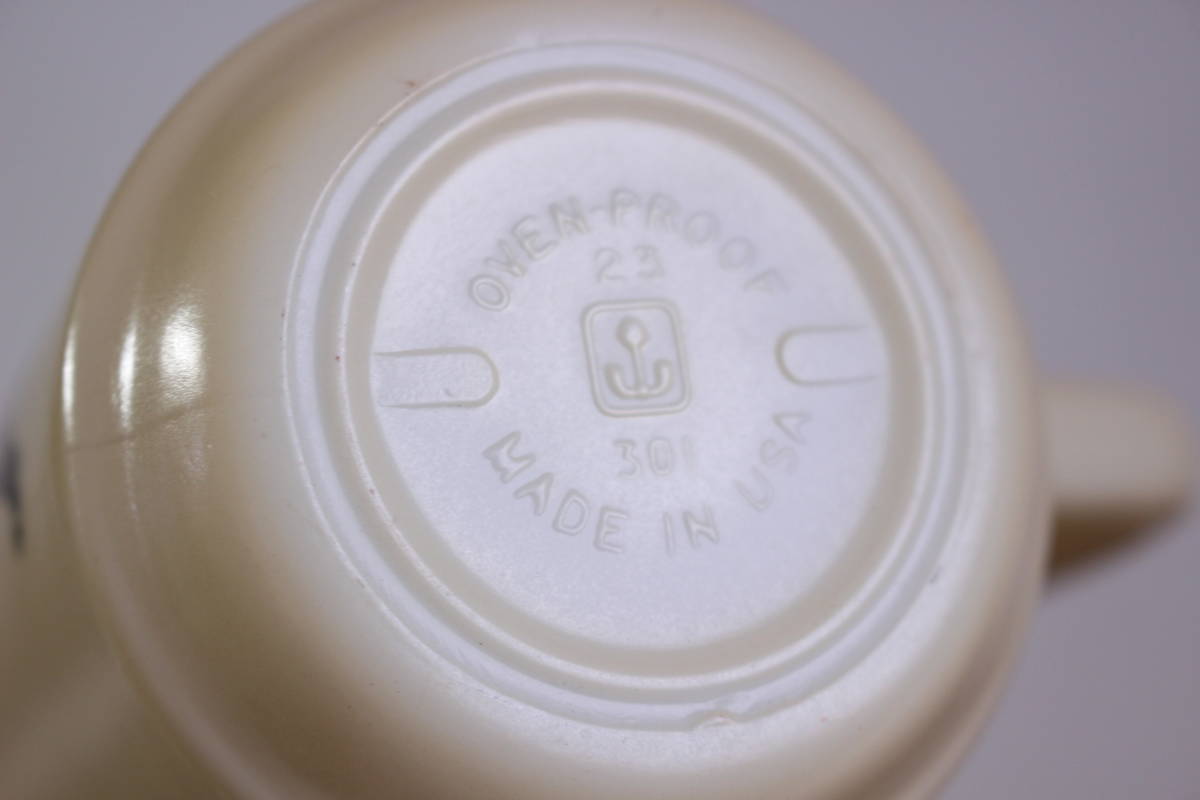 OVEN-PROOF
23
301
MADE IN USA